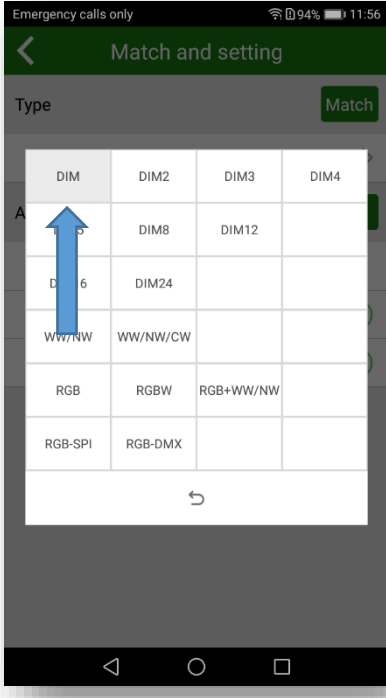 Emergency calls only 94% 11:56
Match and setting
Type Match
DIM DIM2 DIM3 DIM4
DIM8 DIM12
DIM24
WW/NW WW/NW/CW
RGB RGBW RGB+WW/NW
RGB-SPI RGB-DMX